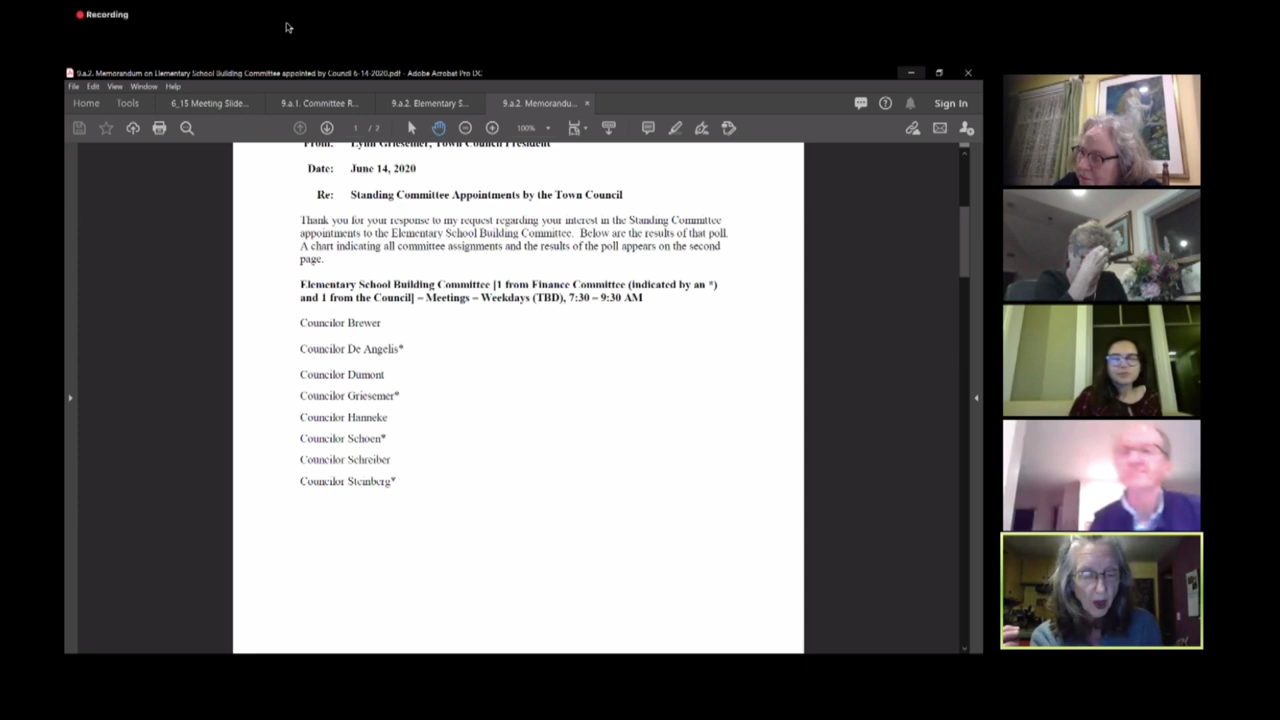 Recording
9.a.2. Memorandum on Elementary School Building Committee appointed by Council 6-14-2020.pdf - Adobe Acrobat Pro DC
File Edit View Window Help
Home Tools 6_15 Meeting Slide... 9.a.1. Committee R... 9.a.2. Elementary S... 9.a.2. Memorandu... × Sign In
1 / 2 100%
From: Lynn Griesemer, Town Council President
Date: June 14, 2020
Re: Standing Committee Appointments by the Town Council
Thank you for your response to my request regarding your interest in the Standing Committee
appointments to the Elementary School Building Committee. Below are the results of that poll.
A chart indicating all committee assignments and the results of the poll appears on the second
page.
Elementary School Building Committee [1 from Finance Committee (indicated by an *)
and 1 from the Council] – Meetings – Weekdays (TBD), 7:30 – 9:30 AM
Councilor Brewer
Councilor De Angelis*
Councilor Dumont
Councilor Griesemer*
Councilor Hanneke
Councilor Schoen*
Councilor Schreiber
Councilor Steinberg*